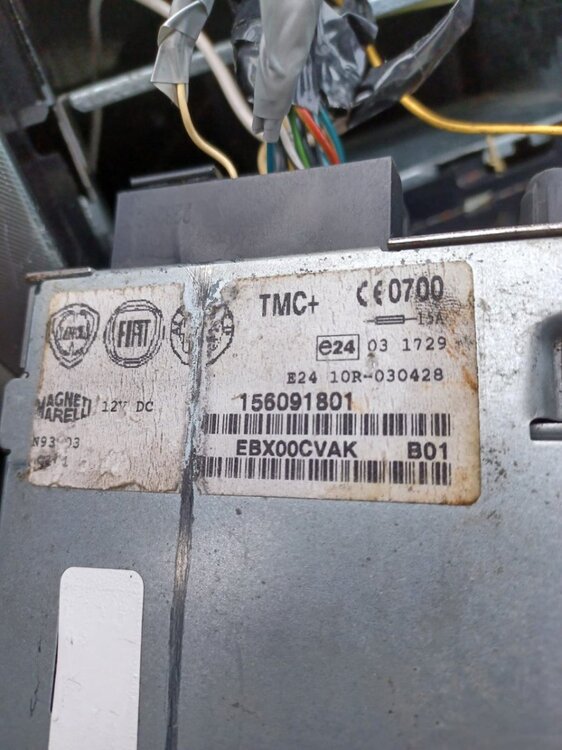 TMC+ CE0700
FIAT
15A
e24 03 1729
E24 10R-030428
MAGNETI MARELLI 12V DC
156091801
EBX00CVAK B01